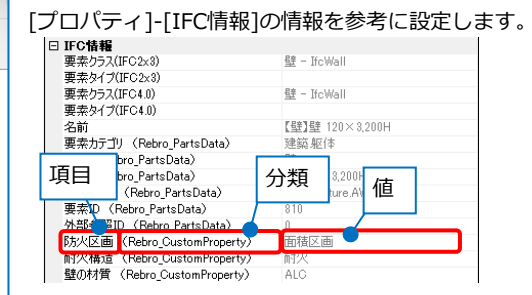 [プロパティ]-[IFC情報]の情報を参考に設定します。
IFC情報
要素クラス(IFC2x3) 壁 - IfcWall
要素タイプ(IFC2x3)
要素クラス(IFC4.0) 壁 - IfcWall
要素タイプ(IFC4.0)
名前 【壁】壁 120×3,200H
要素カテゴリ (Rebro_PartsData) 建築躯体
bro_PartsData)
項目
bro_PartsData) 3,200H
分類
値
(Rebro_PartsData)
要素ID (Rebro_PartsData) 810
(Rebro_PartsData) 0
防火区画 (Rebro_CustomProperty) 面積区画
耐火構造 (Rebro_CustomProperty) 耐火
壁の材質 (Rebro_CustomProperty) ALC